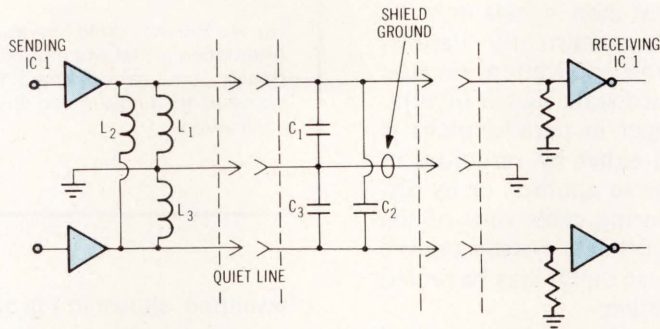 SHIELD
GROUND
SENDING
IC 1
RECEIVING
IC 1
L2
L1
C1
L3
C3
C2
QUIET LINE